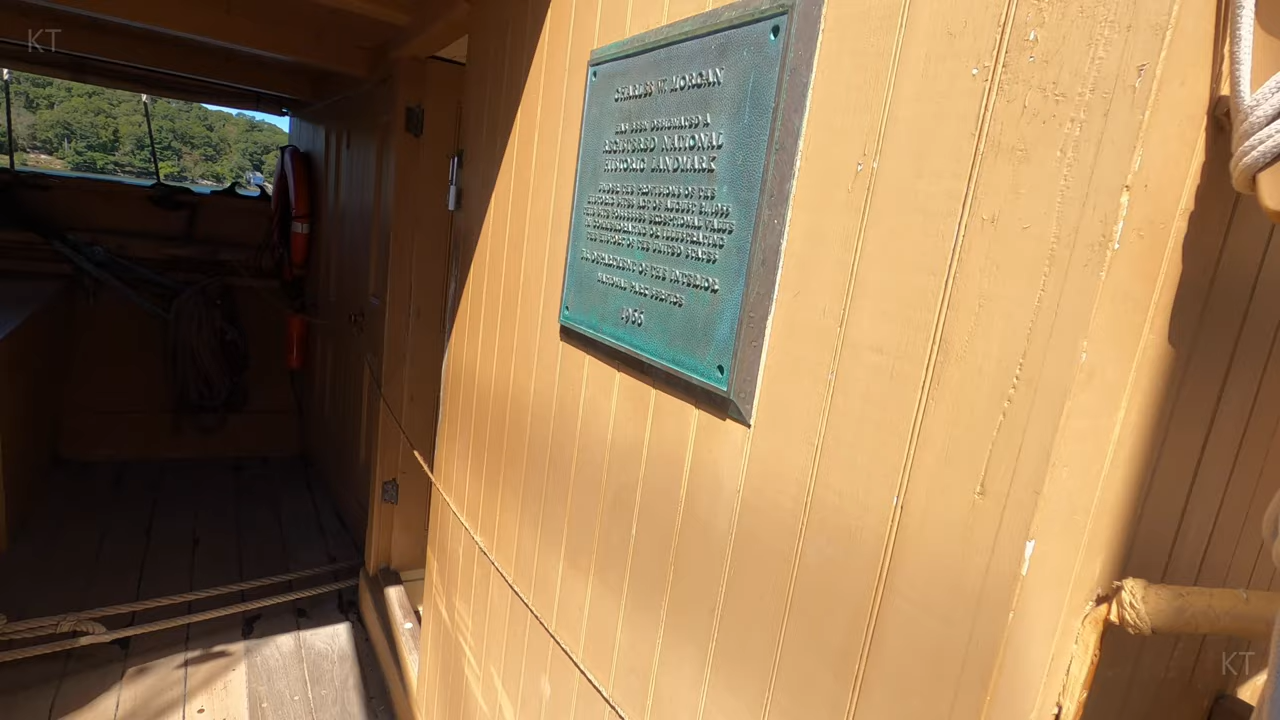 KT
CHARLES W. MORGAN
HAS BEEN DESIGNATED A
REGISTERED NATIONAL
HISTORIC LANDMARK
UNDER THE PROVISIONS OF THE
HISTORIC SITES ACT OF AUGUST 21, 1935
THIS SITE POSSESSES EXCEPTIONAL VALUE
IN COMMEMORATING OR ILLUSTRATING
THE HISTORY OF THE UNITED STATES
U.S. DEPARTMENT OF THE INTERIOR
NATIONAL PARK SERVICE
1966
KT